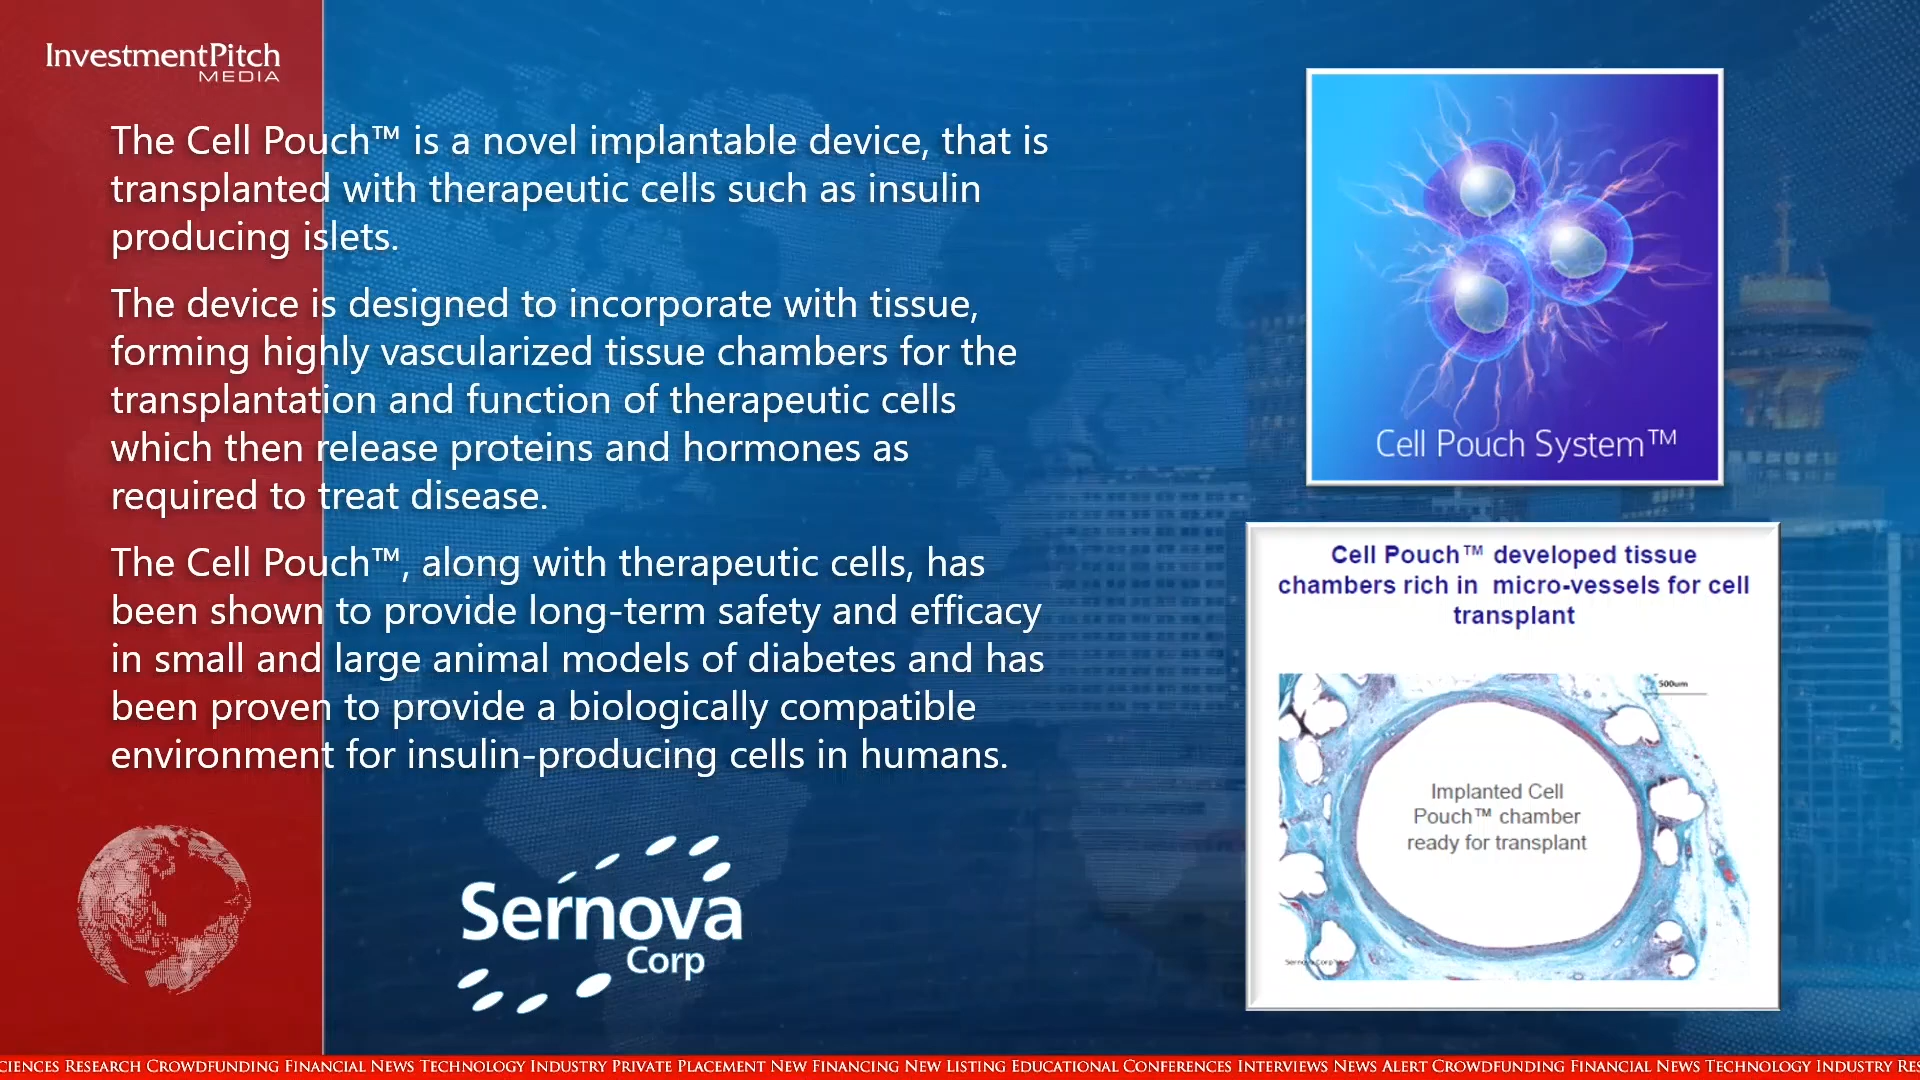 InvestmentPitch
MEDIA
The Cell Pouch™ is a novel implantable device, that is
transplanted with therapeutic cells such as insulin
producing islets.
The device is designed to incorporate with tissue,
forming highly vascularized tissue chambers for the
transplantation and function of therapeutic cells
which then release proteins and hormones as
required to treat disease.
The Cell Pouch™, along with therapeutic cells, has
been shown to provide long-term safety and efficacy
in small and large animal models of diabetes and has
been proven to provide a biologically compatible
environment for insulin-producing cells in humans.
Sernova
Corp
Cell Pouch System™
Cell Pouch™ developed tissue
chambers rich in micro-vessels for cell
transplant
500um
Implanted Cell
Pouch™ chamber
ready for transplant
Sernova Corp
CIENCES RESEARCH CROWDFUNDING FINANCIAL NEWS TECHNOLOGY INDUSTRY PRIVATE PLACEMENT NEW FINANCING NEW LISTING EDUCATIONAL CONFERENCES INTERVIEWS NEWS ALERT CROWDFUNDING FINANCIAL NEWS TECHNOLOGY INDUSTRY RES